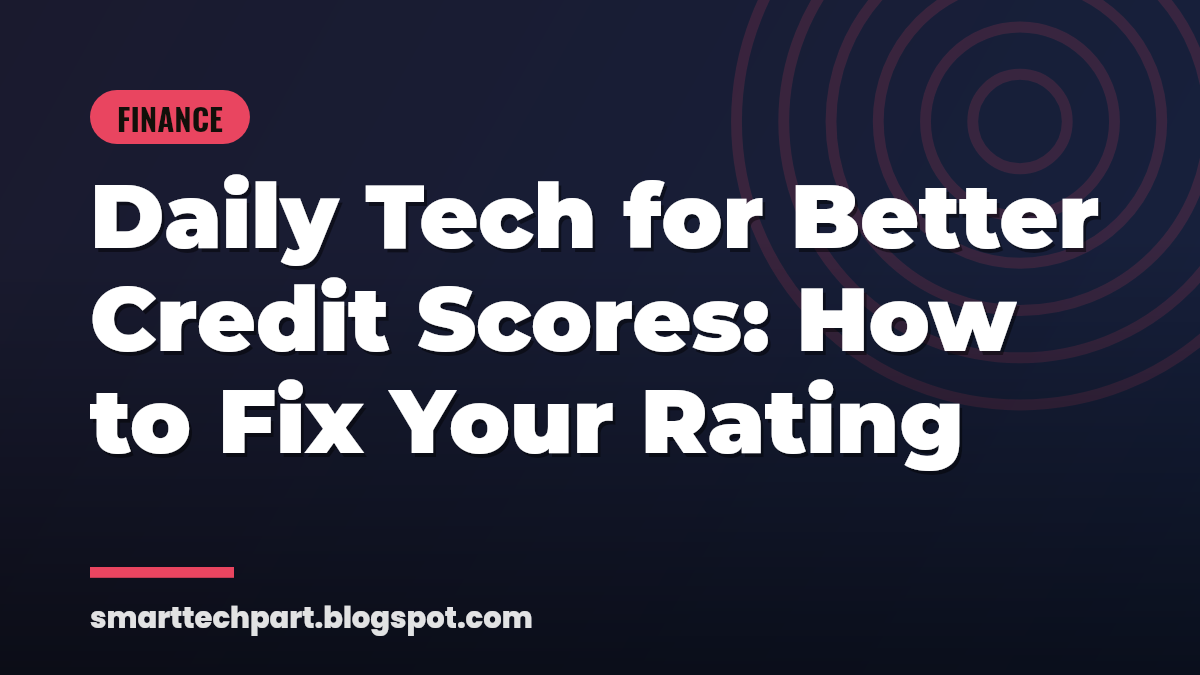 FINANCE
Daily Tech for Better
Credit Scores: How
to Fix Your Rating
smarttechpart.blogspot.com